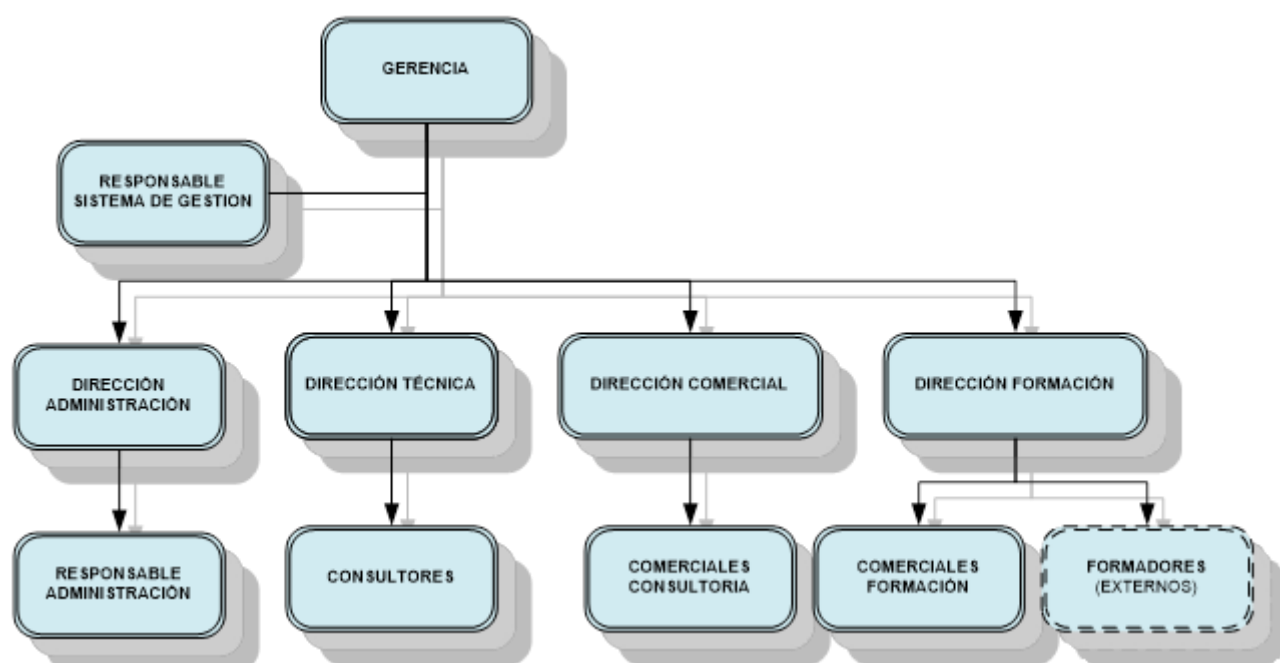 GERENCIA
RESPONSABLE
SISTEMA DE GESTION
DIRECCIÓN
ADMINISTRACIÓN
DIRECCIÓN TÉCNICA
DIRECCIÓN COMERCIAL
DIRECCIÓN FORMACIÓN
RESPONSABLE
ADMINISTRACIÓN
CONSULTORES
COMERCIALES
CONSULTORIA
COMERCIALES
FORMACIÓN
FORMADORES
(EXTERNOS)